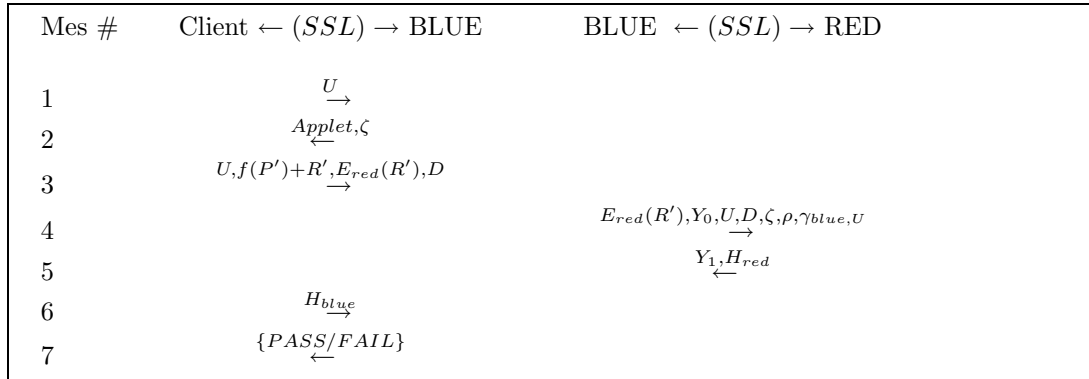 Mes # Client ← (SSL) → BLUE BLUE ← (SSL) → RED
1 U →
2 Applet,ζ ←
3 U,f(P′)+R′,E_red(R′),D →
4 E_red(R′),Y_0,U,D,ζ,ρ,γ_blue,U →
5 Y_1,H_red ←
6 H_blue →
7 {PASS/FAIL} ←